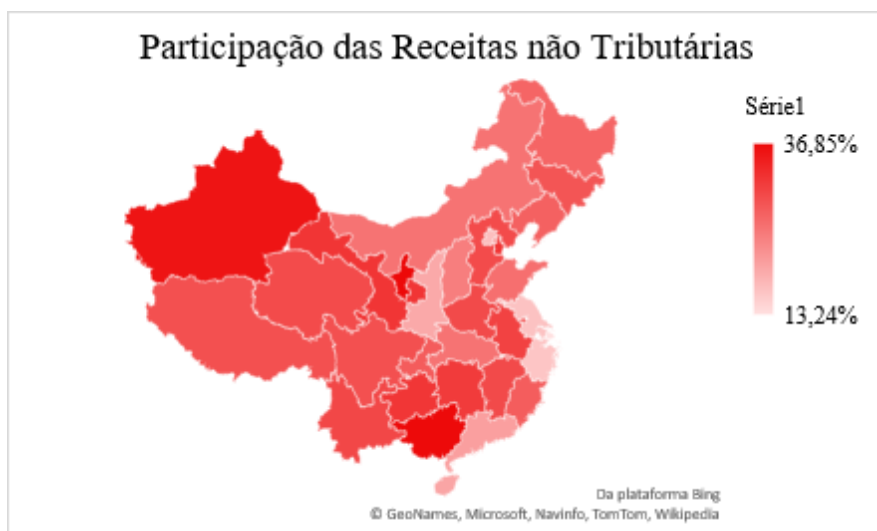 Participação das Receitas não Tributárias
Série1
36,85%
13,24%
Da plataforma Bing
© GeoNames, Microsoft, Navinfo, TomTom, Wikipedia